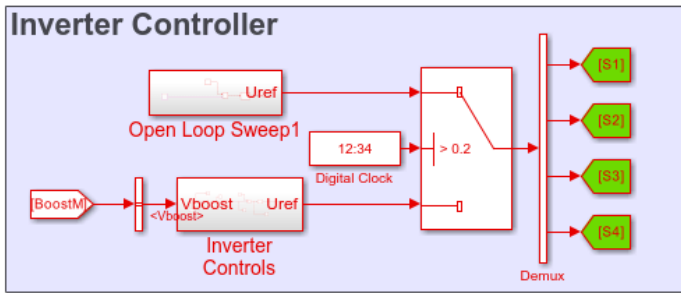 Inverter Controller
Uref
Open Loop Sweep1
12:34
> 0.2
Digital Clock
[BoostM]
<Vboost>
Vboost
Uref
Inverter
Controls
[S1]
[S2]
[S3]
[S4]
Demux